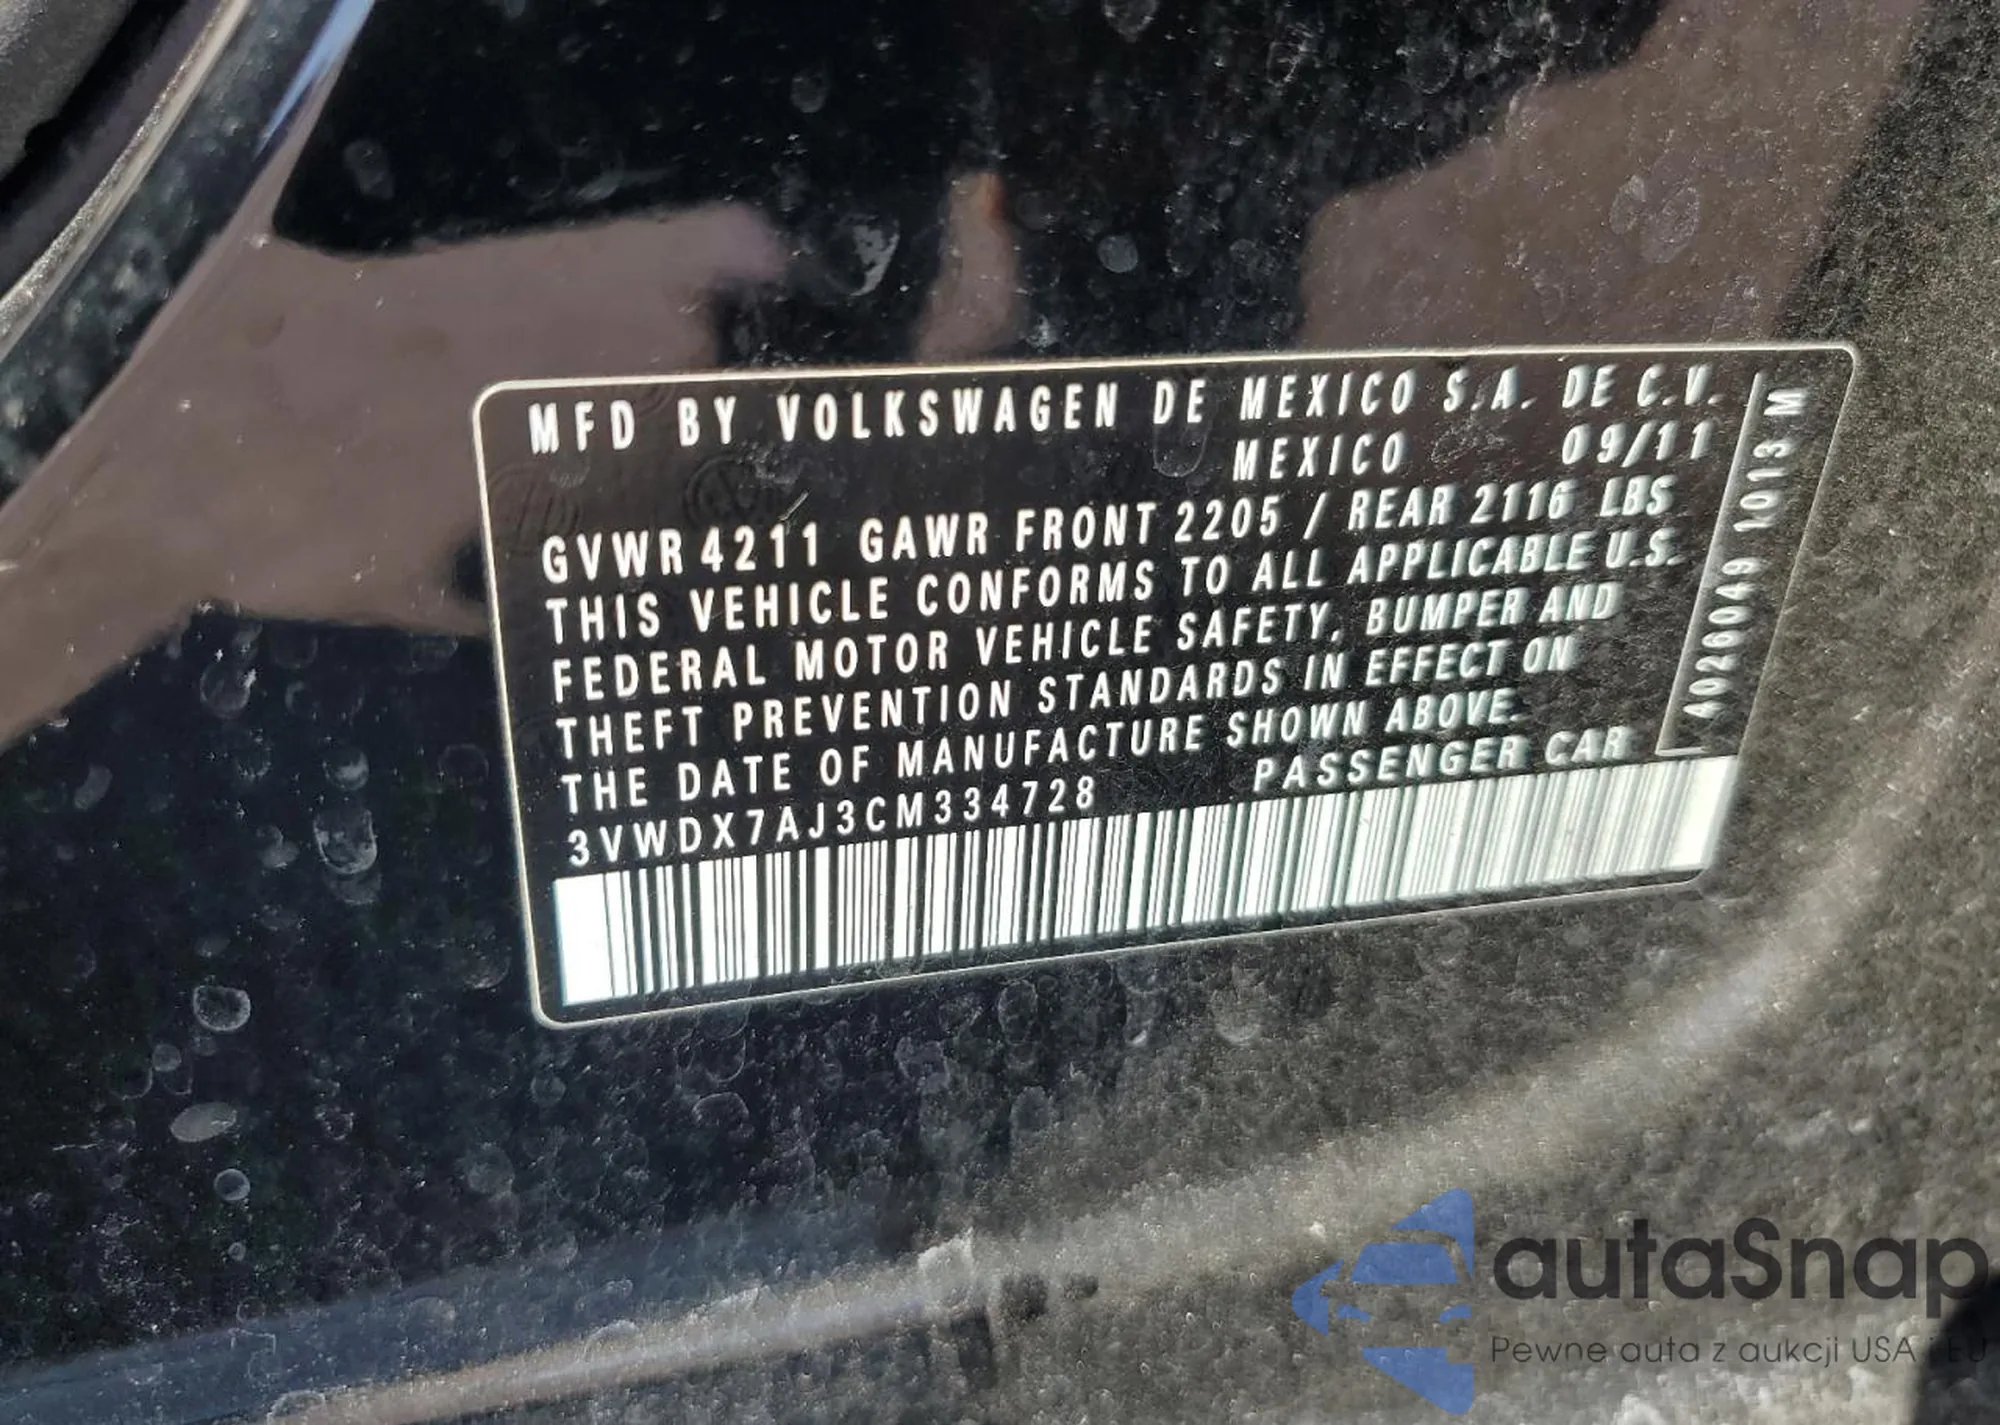 MFD BY VOLKSWAGEN DE MEXICO S.A. DE C.V.
MEXICO 09/11
GVWR 4211 GAWR FRONT 2205 / REAR 2116 LBS
THIS VEHICLE CONFORMS TO ALL APPLICABLE U.S.
FEDERAL MOTOR VEHICLE SAFETY, BUMPER AND
THEFT PREVENTION STANDARDS IN EFFECT ON
THE DATE OF MANUFACTURE SHOWN ABOVE.
3VWDX7AJ3CM334728 PASSENGER CAR
4026049 1013 M
autaSnap
Pewne auta z aukcji USA i EU